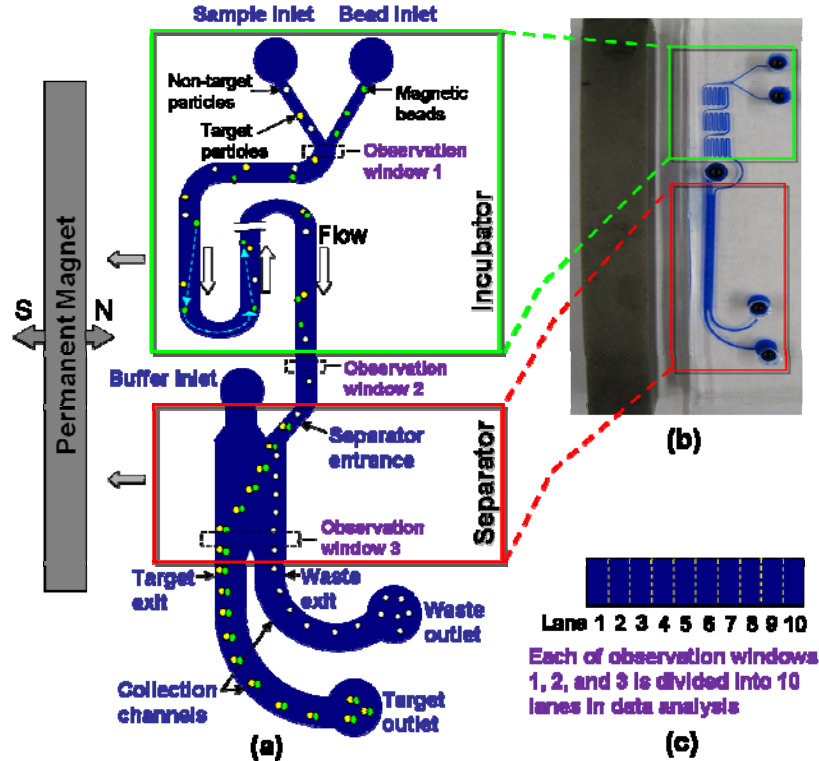 Sample inlet
Bead inlet
Non-target
particles
Target
particles
Magnetic
beads
Observation
window 1
Flow
Incubator
S
N
Permanent Magnet
Observation
window 2
Buffer inlet
Separator
entrance
Separator
Observation
window 3
Target
exit
Waste
exit
Waste
outlet
Collection
channels
Target
outlet
(a)
(b)
Lane 1 2 3 4 5 6 7 8 9 10
Each of observation windows
1, 2, and 3 is divided into 10
lanes in data analysis
(c)